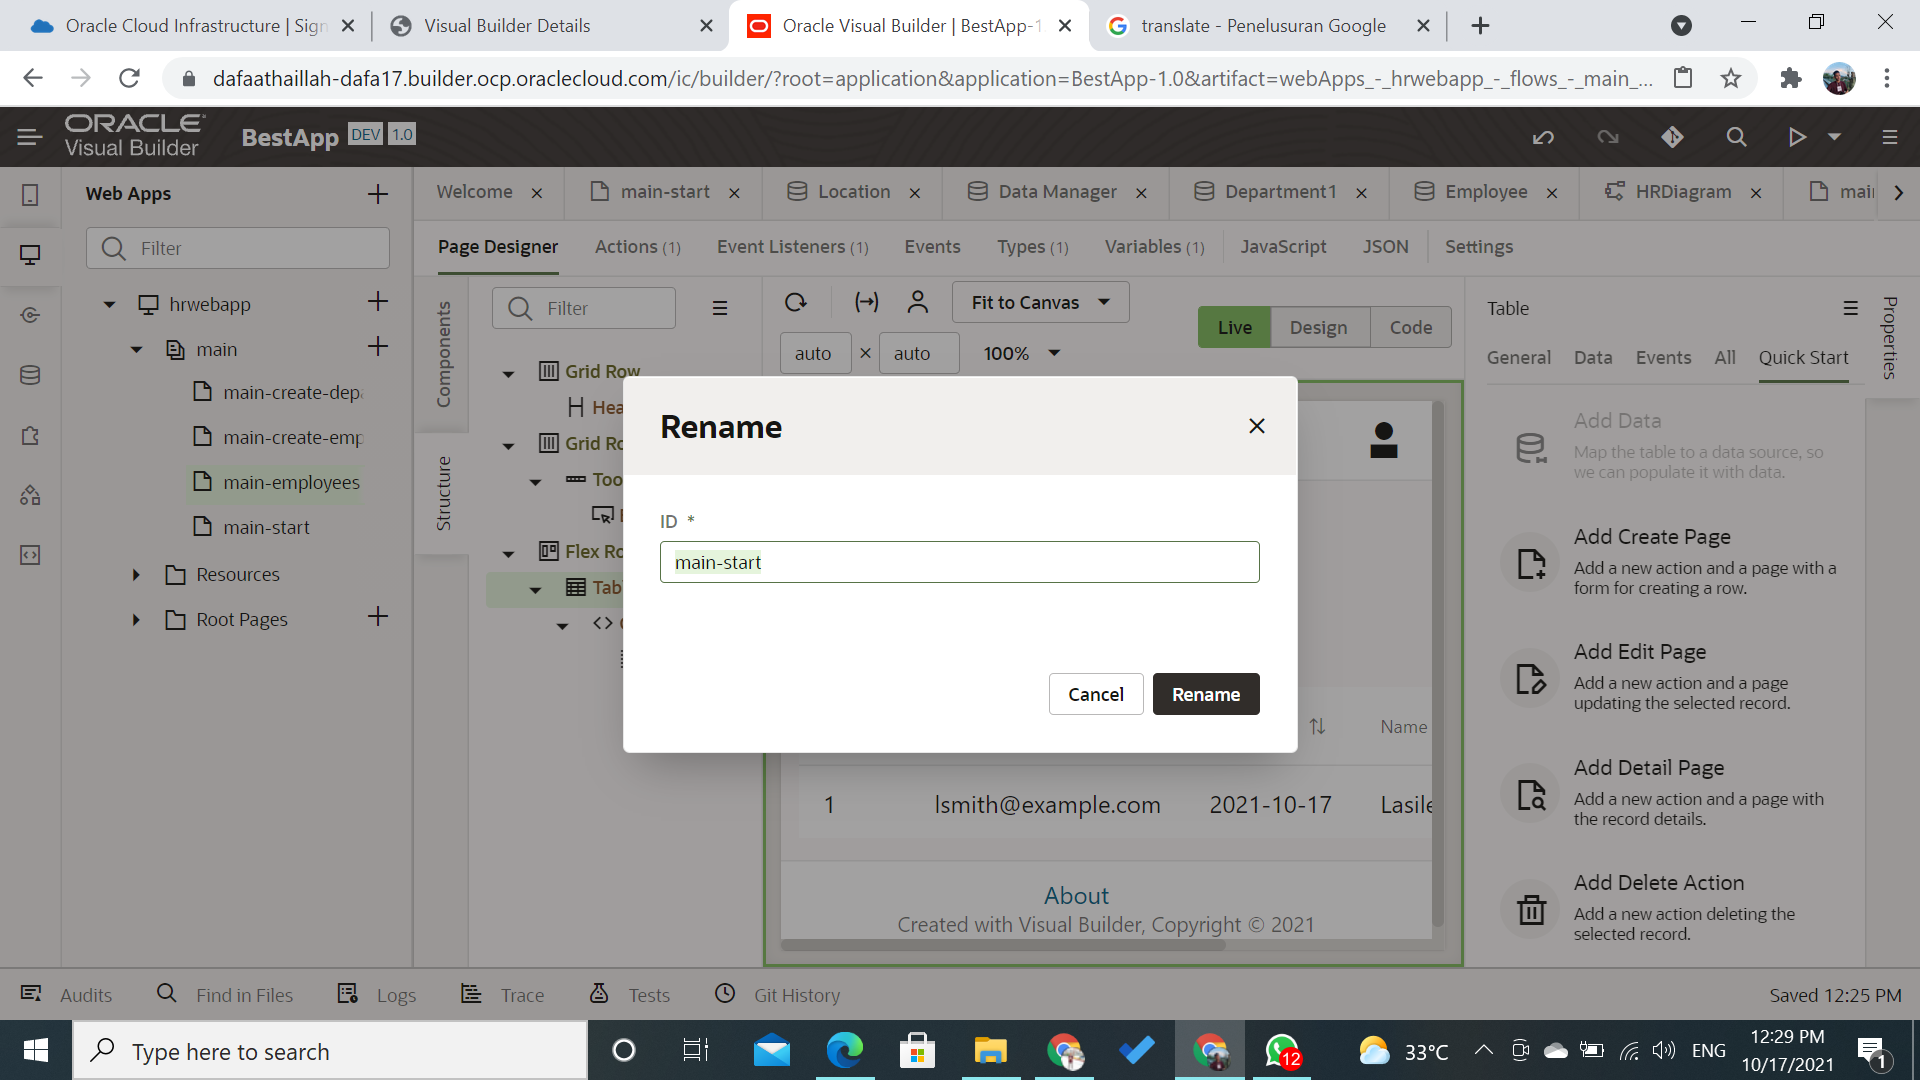 Oracle Cloud Infrastructure | Sign
Visual Builder Details
Oracle Visual Builder | BestApp-1
translate - Penelusuran Google
dafaathaillah-dafa17.builder.ocp.oraclecloud.com/ic/builder/?root=application&application=BestApp-1.0&artifact=webApps_-_hrwebapp_-_flows_-_main_...
ORACLE
Visual Builder
BestApp DEV 1.0
Web Apps
Filter
hrwebapp
main
main-create-depa
main-create-emp
main-employees
main-start
Resources
Root Pages
Welcome
main-start
Location
Data Manager
Department1
Employee
HRDiagram
mai
Page Designer
Actions (1)
Event Listeners (1)
Events
Types (1)
Variables (1)
JavaScript
JSON
Settings
Components
Structure
Filter
Grid Row
Hea
Grid Ro
Too
Flex Ro
Tab
Fit to Canvas
auto × auto 100%
Live
Design
Code
Rename
ID *
main-start
Cancel
Rename
Name
1 lsmith@example.com 2021-10-17 Lasile
About
Created with Visual Builder, Copyright © 2021
Table
General Data Events All Quick Start
Properties
Add Data
Map the table to a data source, so
we can populate it with data.
Add Create Page
Add a new action and a page with a
form for creating a row.
Add Edit Page
Add a new action and a page
updating the selected record.
Add Detail Page
Add a new action and a page with
the record details.
Add Delete Action
Add a new action deleting the
selected record.
Audits
Find in Files
Logs
Trace
Tests
Git History
Saved 12:25 PM
Type here to search
12
33°C
ENG
12:29 PM
10/17/2021
1